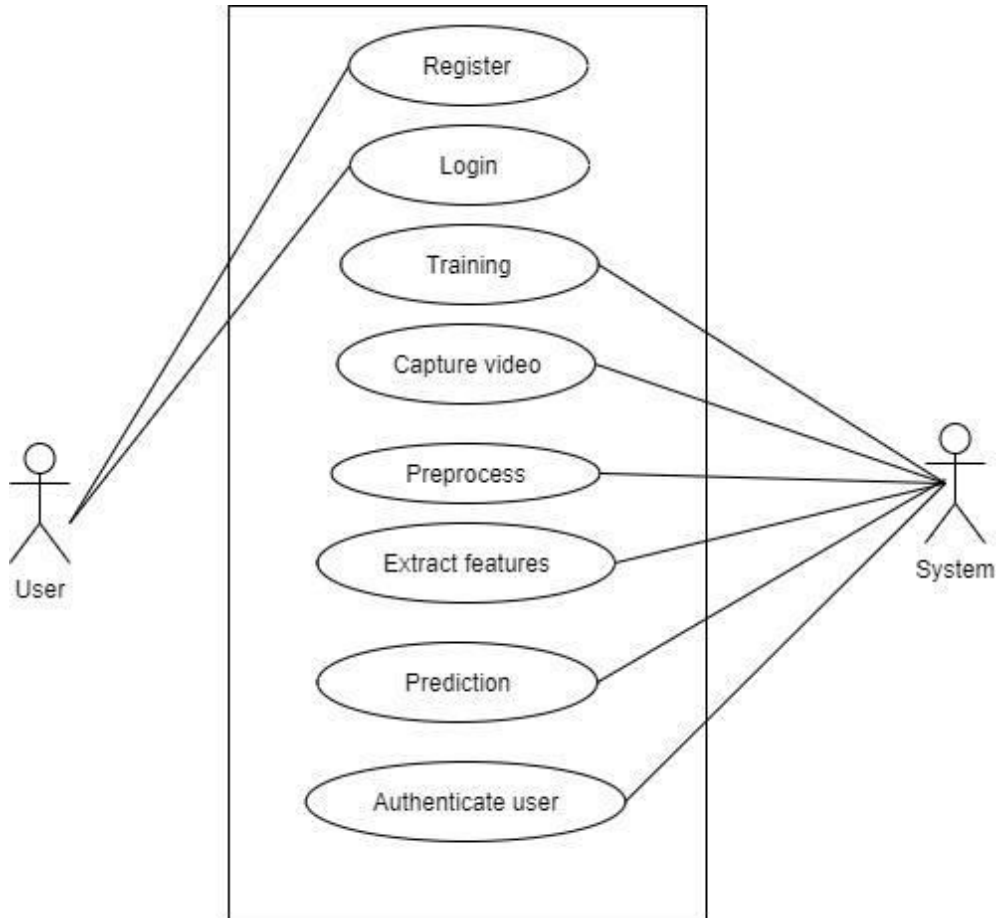 Register
Login
Training
Capture video
Preprocess
Extract features
Prediction
Authenticate user
User
System